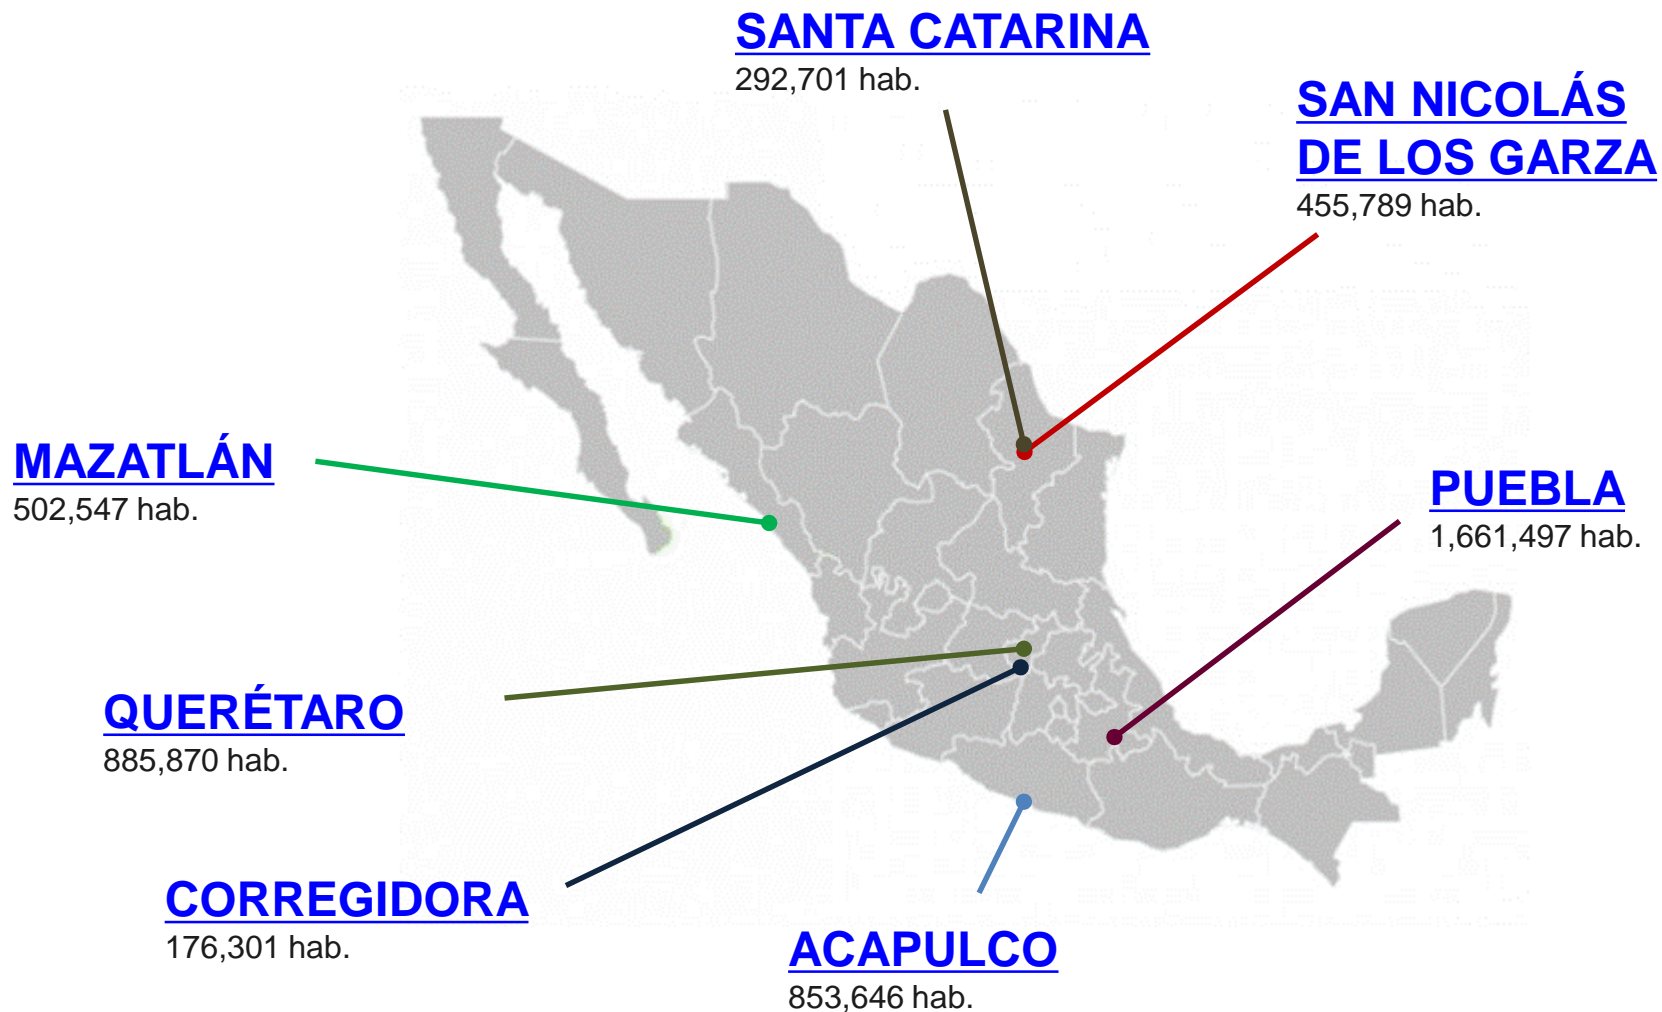 SANTA CATARINA
292,701 hab.
SAN NICOLÁS
DE LOS GARZA
455,789 hab.
MAZATLÁN
502,547 hab.
PUEBLA
1,661,497 hab.
QUERÉTARO
885,870 hab.
CORREGIDORA
176,301 hab.
ACAPULCO
853,646 hab.